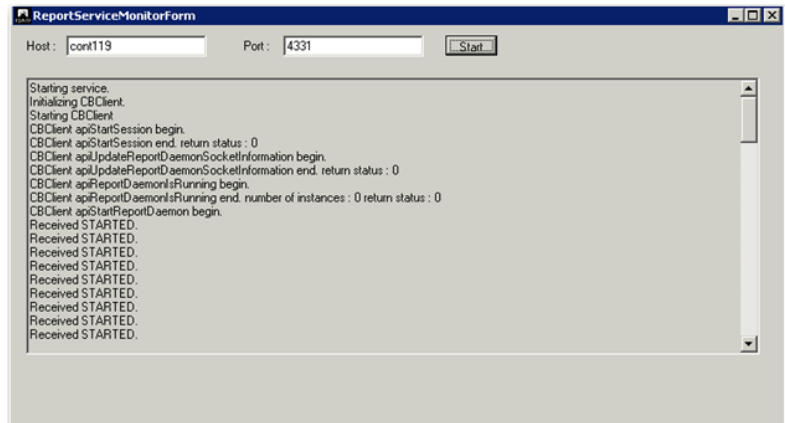 ReportServiceMonitorForm
Host : cont119 Port : 4331 Start
Starting service.
Initializing CBClient.
Starting CBClient
CBClient apiStartSession begin.
CBClient apiStartSession end. return status : 0
CBClient apiUpdateReportDaemonSocketInformation begin.
CBClient apiUpdateReportDaemonSocketInformation end. return status : 0
CBClient apiReportDaemonIsRunning begin.
CBClient apiReportDaemonIsRunning end. number of instances : 0 return status : 0
CBClient apiStartReportDaemon begin.
Received STARTED.
Received STARTED.
Received STARTED.
Received STARTED.
Received STARTED.
Received STARTED.
Received STARTED.
Received STARTED.
Received STARTED.